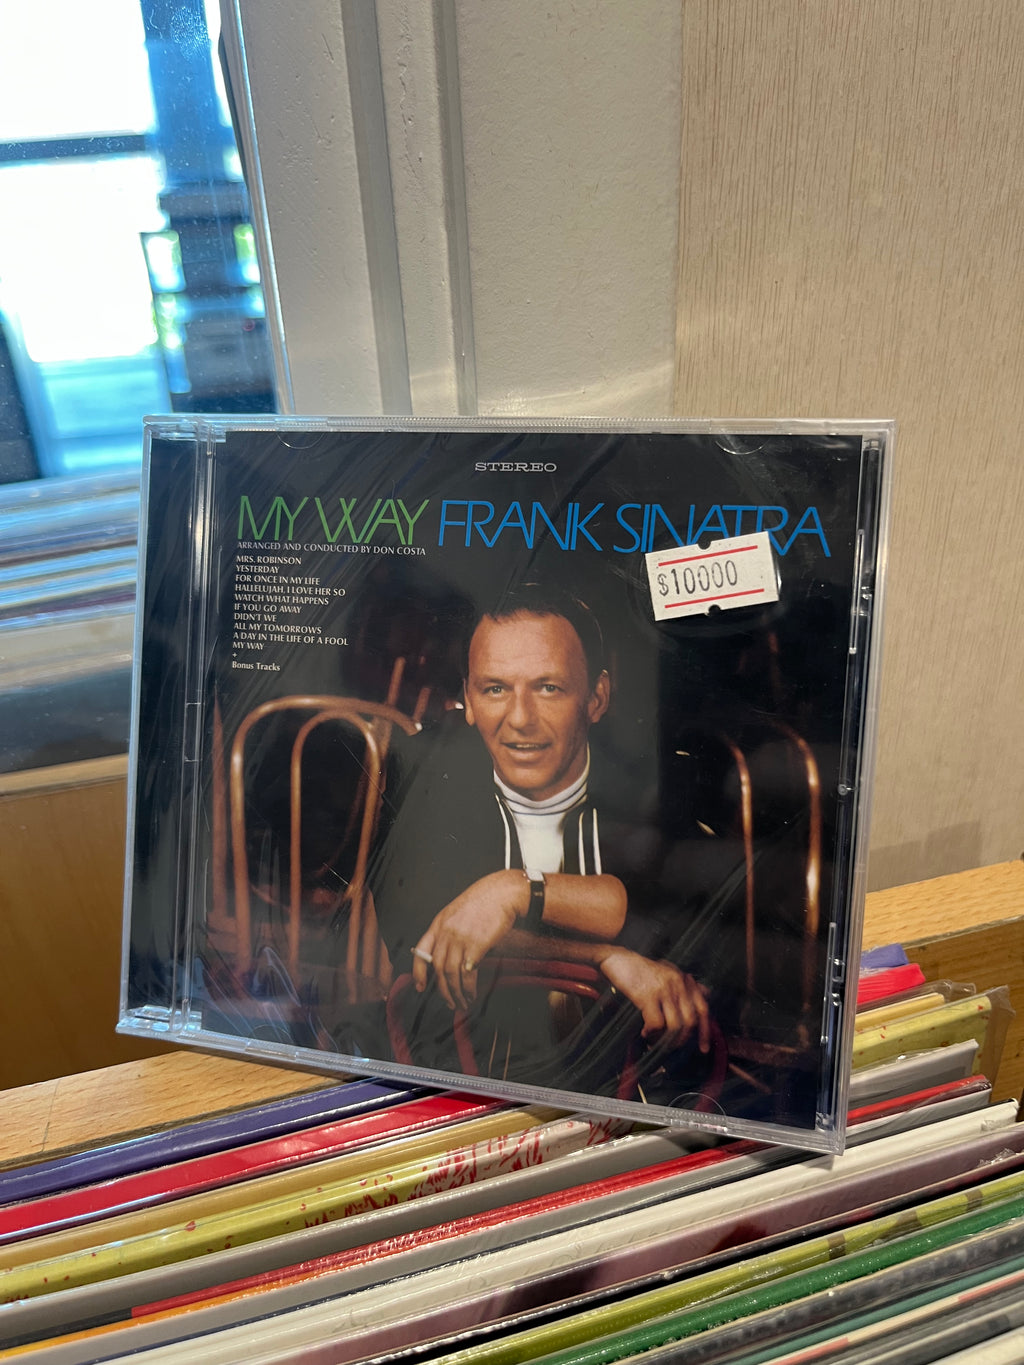 STEREO
MY WAY FRANK SINATRA
ARRANGED AND CONDUCTED BY DON COSTA
MRS. ROBINSON
YESTERDAY
FOR ONCE IN MY LIFE
HALLELUJAH, I LOVE HER SO
WATCH WHAT HAPPENS
IF YOU GO AWAY
DIDN'T WE
ALL MY TOMORROWS
A DAY IN THE LIFE OF A FOOL
MY WAY
+
Bonus Tracks
$10000